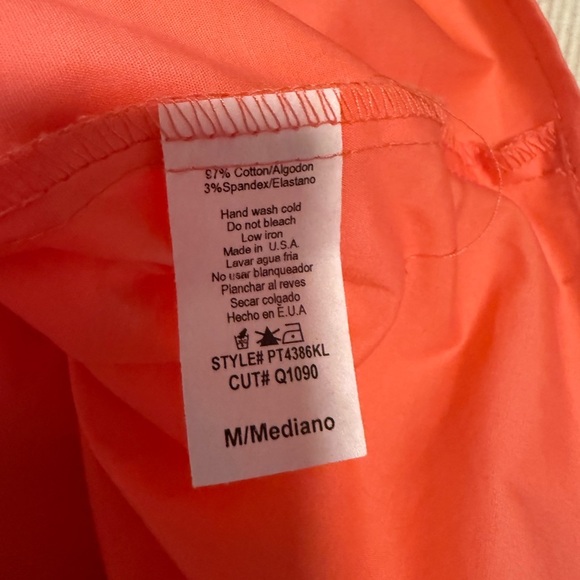 97% Cotton/Algodon
3%Spandex/Elastano
Hand wash cold
Do not bleach
Low iron
Made in U.S.A.
Lavar agua fria
No usar blanqueador
Planchar al reves
Secar colgado
Hecho en E.U.A
STYLE# PT4386KL
CUT# Q1090
M/Mediano